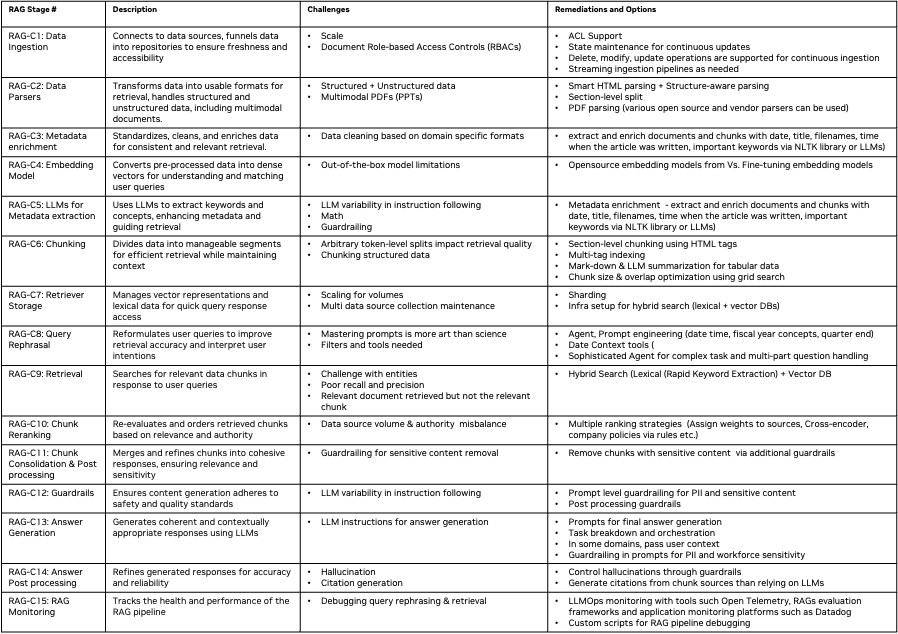 RAG Stage #
Description
Challenges
Remediations and Options
RAG-C1: Data
Ingestion
Connects to data sources, funnels data
into repositories to ensure freshness and
accessibility
• Scale
• Document Role-based Access Controls (RBACs)
• ACL Support
• State maintenance for continuous updates
• Delete, modify, update operations are supported for continuous ingestion
• Streaming ingestion pipelines as needed
RAG-C2: Data
Parsers
Transforms data into usable formats for
retrieval, handles structured and
unstructured data, including multimodal
documents.
• Structured + Unstructured data
• Multimodal PDFs (PPTs)
• Smart HTML parsing + Structure-aware parsing
• Section-level split
• PDF parsing (various open source and vendor parsers can be used)
RAG-C3: Metadata
enrichment
Standardizes, cleans, and enriches data
for consistent and relevant retrieval.
• Data cleaning based on domain specific formats
• extract and enrich documents and chunks with date, title, filenames, time
when the article was written, important keywords via NLTK library or LLMs)
RAG-C4: Embedding
Model
Converts pre-processed data into dense
vectors for understanding and matching
user queries
• Out-of-the-box model limitations
• Opensource embedding models from Vs. Fine-tuning embedding models
RAG-C5: LLMs for
Metadata extraction
Uses LLMs to extract keywords and
concepts, enhancing metadata and
guiding retrieval
• LLM variability in instruction following
• Math
• Guardrailing
• Metadata enrichment - extract and enrich documents and chunks with
date, title, filenames, time when the article was written, important
keywords via NLTK library or LLMs)
RAG-C6: Chunking
Divides data into manageable segments
for efficient retrieval while maintaining
context
• Arbitrary token-level splits impact retrieval quality
• Chunking structured data
• Section-level chunking using HTML tags
• Multi-tag indexing
• Mark-down & LLM summarization for tabular data
• Chunk size & overlap optimization using grid search
RAG-C7: Retriever
Storage
Manages vector representations and
lexical data for quick query response
access
• Scaling for volumes
• Multi data source collection maintenance
• Sharding
• Infra setup for hybrid search (lexical + vector DBs)
RAG-C8: Query
Rephrasal
Reformulates user queries to improve
retrieval accuracy and interpret user
intentions
• Mastering prompts is more art than science
• Filters and tools needed
• Agent, Prompt engineering (date time, fiscal year concepts, quarter end)
• Date Context tools (
• Sophisticated Agent for complex task and multi-part question handling
RAG-C9: Retrieval
Searches for relevant data chunks in
response to user queries
• Challenge with entities
• Poor recall and precision
• Relevant document retrieved but not the relevant
chunk
• Hybrid Search (Lexical (Rapid Keyword Extraction) + Vector DB
RAG-C10: Chunk
Reranking
Re-evaluates and orders retrieved chunks
based on relevance and authority
• Data source volume & authority misbalance
• Multiple ranking strategies (Assign weights to sources, Cross-encoder,
company policies via rules etc.)
RAG-C11: Chunk
Consolidation & Post
processing
Merges and refines chunks into cohesive
responses, ensuring relevance and
sensitivity
• Guardrailing for sensitive content removal
• Remove chunks with sensitive content via additional guardrails
RAG-C12: Guardrails
Ensures content generation adheres to
safety and quality standards
• LLM variability in instruction following
• Prompt level guardrailing for PII and sensitive content
• Post processing guardrails
RAG-C13: Answer
Generation
Generates coherent and contextually
appropriate responses using LLMs
• LLM instructions for answer generation
• Prompts for final answer generation
• Task breakdown and orchestration
• In some domains, pass user context
• Guardrailing in prompts for PII and workforce sensitivity
RAG-C14: Answer
Post processing
Refines generated responses for accuracy
and reliability
• Hallucination
• Citation generation
• Control hallucinations through guardrails
• Generate citations from chunk sources than relying on LLMs
RAG-C15: RAG
Monitoring
Tracks the health and performance of the
RAG pipeline
• Debugging query rephrasing & retrieval
• LLMOps monitoring with tools such Open Telemetry, RAGs evaluation
frameworks and application monitoring platforms such as Datadog
• Custom scripts for RAG pipeline debugging